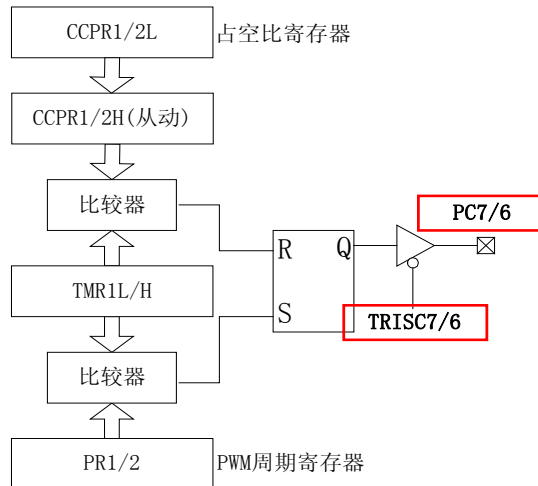 CCPR1/2L
占空比寄存器
CCPR1/2H(从动)
比较器
PC7/6
R
Q
TMR1L/H
S
TRISC7/6
比较器
PR1/2
PWM周期寄存器